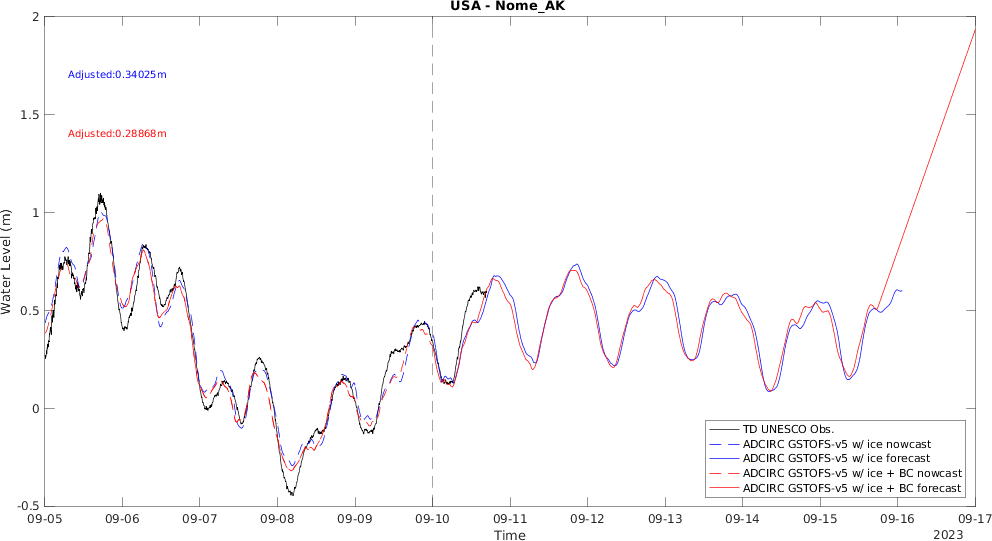 USA - Nome_AK
Adjusted:0.34025m
Adjusted:0.28868m
Water Level (m)
2
1.5
1
0.5
0
-0.5
TD UNESCO Obs.
ADCIRC GSTOFS-v5 w/ ice nowcast
ADCIRC GSTOFS-v5 w/ ice forecast
ADCIRC GSTOFS-v5 w/ ice + BC nowcast
ADCIRC GSTOFS-v5 w/ ice + BC forecast
09-05 09-06 09-07 09-08 09-09 09-10 09-11 09-12 09-13 09-14 09-15 09-16 09-17
Time
2023